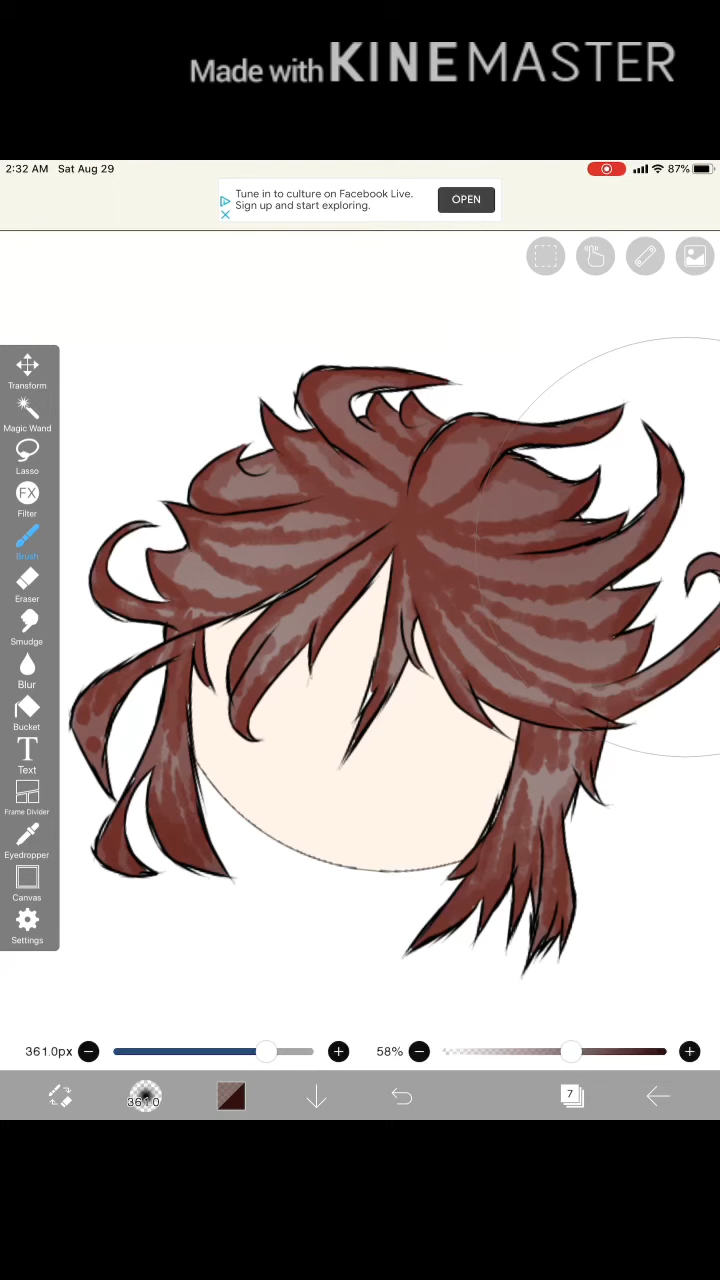 Made with KINEMASTER
2:32 AM Sat Aug 29
87%
Tune in to culture on Facebook Live.
Sign up and start exploring.
OPEN
Transform
Magic Wand
Lasso
FX
Filter
Brush
Eraser
Smudge
Blur
Bucket
T
Text
Frame Divider
Eyedropper
Canvas
Settings
361.0px
58%
361.0
7